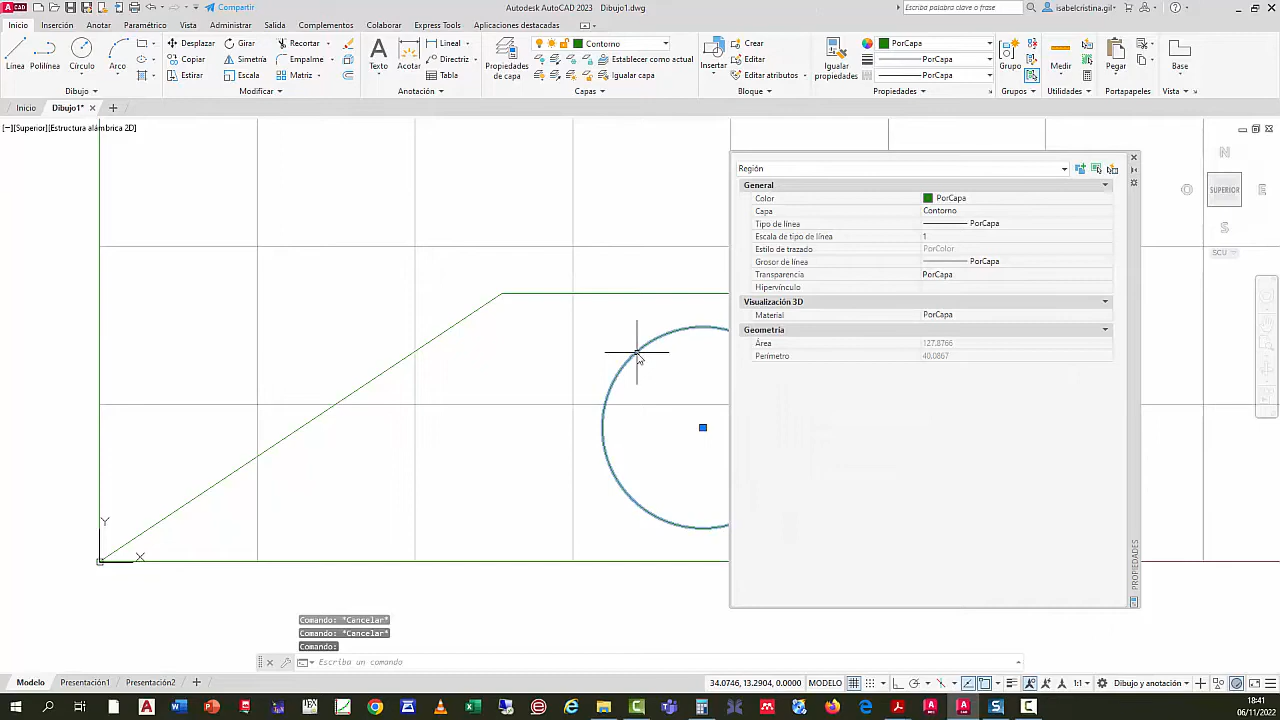 Compartir
Autodesk AutoCAD 2023 Dibujo1.dwg
Escriba palabra clave o frase
isabelcristina.gil
Inicio Inserción Anotar Paramétrico Vista Administrar Salida Complementos Colaborar Express Tools Aplicaciones destacadas
Línea Polilínea Círculo Arco
Desplazar Girar Recortar
Copiar Simetría Empalme
Estirar Escala Matriz
Texto Acotar
Lineal
Directriz
Tabla
Propiedades de capa
Contorno
Establecer como actual
Igualar capa
Insertar
Crear
Editar
Editar atributos
Igualar propiedades
PorCapa
PorCapa
PorCapa
Grupo Medir Pegar Base
Dibujo Modificar Anotación Capas Bloque Propiedades Grupos Utilidades Portapapeles Vista
Inicio Dibujo1*
[−][Superior][Estructura alámbrica 2D]
N
O SUPERIOR E
S
SCU
Región
General
Color PorCapa
Capa Contorno
Tipo de línea PorCapa
Escala de tipo de línea 1
Estilo de trazado PorColor
Grosor de línea PorCapa
Transparencia PorCapa
Hipervínculo
Visualización 3D
Material PorCapa
Geometría
Área 127.8766
Perímetro 40.0867
PROPIEDADES
Y
X
Comando: *Cancelar*
Comando: *Cancelar*
Comando:
Escriba un comando
Modelo Presentación1 Presentación2
34.0746, 13.2904, 0.0000 MODELO 1:1 Dibujo y anotación
18:41
06/11/2022